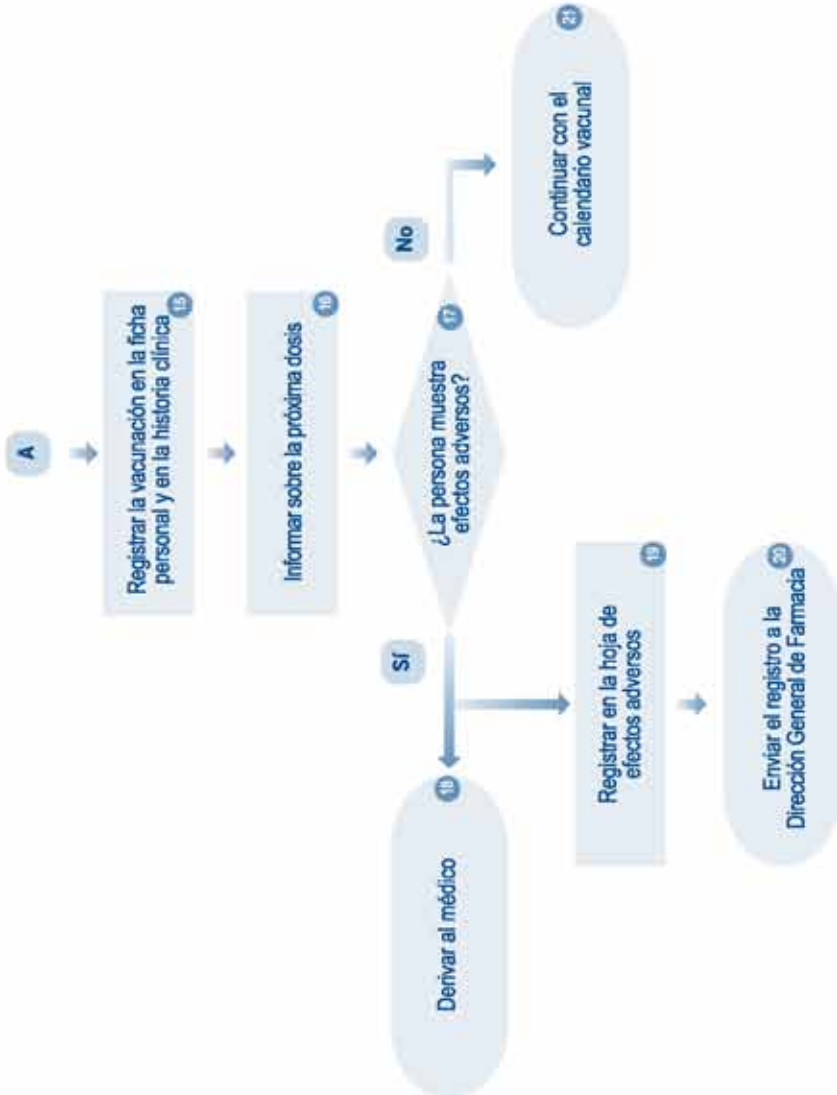 A
Registrar la vacunación en la ficha
personal y en la historia clínica
15
Informar sobre la próxima dosis
16
¿La persona muestra
efectos adversos?
17
Sí
No
Derivar al médico
18
Registrar en la hoja de
efectos adversos
19
Enviar el registro a la
Dirección General de Farmacia
20
Continuar con el
calendario vacunal
21